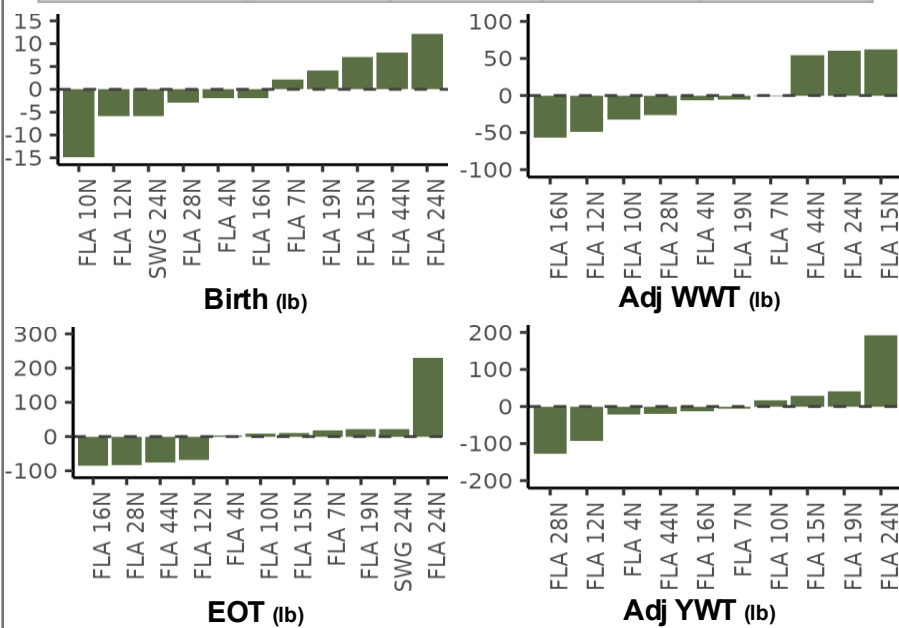 15
10
5
0
-5
-10
-15
FLA 10N
FLA 12N
SWG 24N
FLA 28N
FLA 4N
FLA 16N
FLA 7N
FLA 19N
FLA 15N
FLA 44N
FLA 24N
Birth (lb)
100
50
0
-50
-100
FLA 16N
FLA 12N
FLA 10N
FLA 28N
FLA 4N
FLA 19N
FLA 7N
FLA 44N
FLA 24N
FLA 15N
Adj WWT (lb)
300
200
100
0
-100
FLA 16N
FLA 28N
FLA 44N
FLA 12N
FLA 4N
FLA 10N
FLA 15N
FLA 7N
FLA 19N
SWG 24N
FLA 24N
EOT (lb)
200
100
0
-100
-200
FLA 28N
FLA 12N
FLA 4N
FLA 44N
FLA 16N
FLA 7N
FLA 10N
FLA 15N
FLA 19N
FLA 24N
Adj YWT (lb)